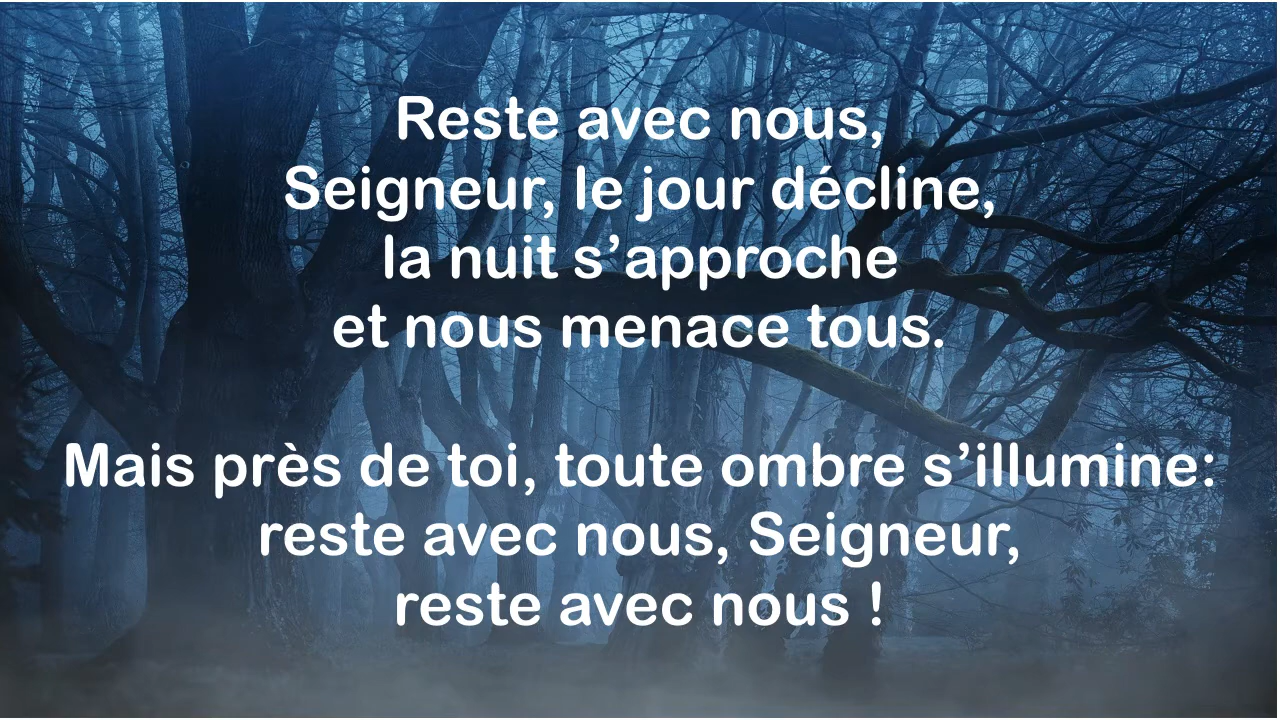 Reste avec nous,
Seigneur, le jour décline,
la nuit s’approche
et nous menace tous.
Mais près de toi, toute ombre s’illumine:
reste avec nous, Seigneur,
reste avec nous !